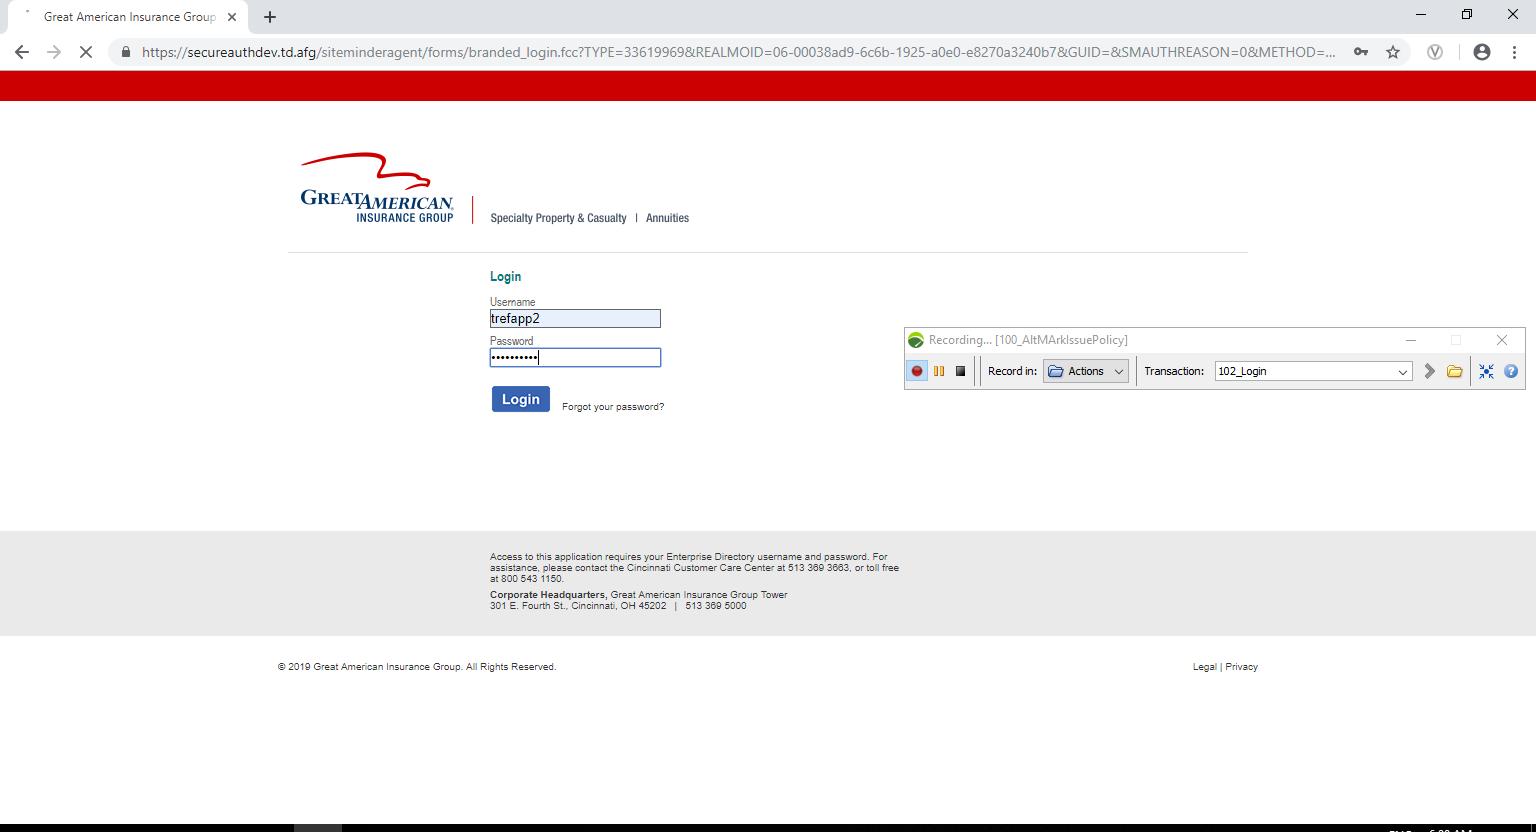 Great American Insurance Group
https://secureauthdev.td.afg/siteminderagent/forms/branded_login.fcc?TYPE=33619969&REALMOID=06-00038ad9-6c6b-1925-a0e0-e8270a3240b7&GUID=&SMAUTHREASON=0&METHOD=...
GREATAMERICAN
INSURANCE GROUP
Specialty Property & Casualty | Annuities
Login
Username
trefapp2
Password
Login
Forgot your password?
Recording... [100_AltMArkIssuePolicy]
Record in: Actions Transaction: 102_Login
Access to this application requires your Enterprise Directory username and password. For
assistance, please contact the Cincinnati Customer Care Center at 513 369 3663, or toll free
at 800 543 1150.
Corporate Headquarters, Great American Insurance Group Tower
301 E. Fourth St., Cincinnati, OH 45202 | 513 369 5000
© 2019 Great American Insurance Group. All Rights Reserved.
Legal | Privacy